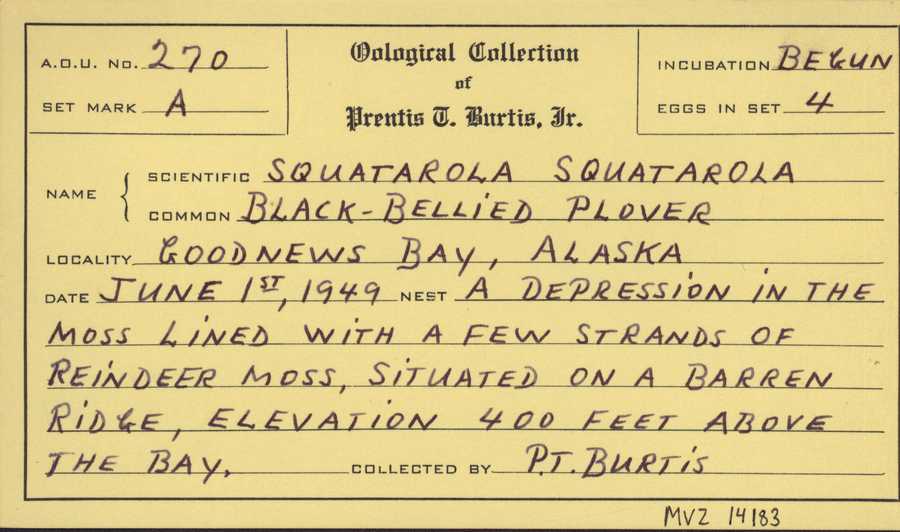 A.O.U. No. 270
SET MARK A
Oological Collection
of
Prentis T. Burtis, Jr.
INCUBATION BEGUN
EGGS IN SET 4
NAME
SCIENTIFIC SQUATAROLA SQUATAROLA
COMMON BLACK-BELLIED PLOVER
LOCALITY GOODNEWS BAY, ALASKA
DATE JUNE 1ST, 1949 NEST A DEPRESSION IN THE
MOSS LINED WITH A FEW STRANDS OF
REINDEER MOSS, SITUATED ON A BARREN
RIDGE, ELEVATION 400 FEET ABOVE
THE BAY. COLLECTED BY P.T. BURTIS
MVZ 14183